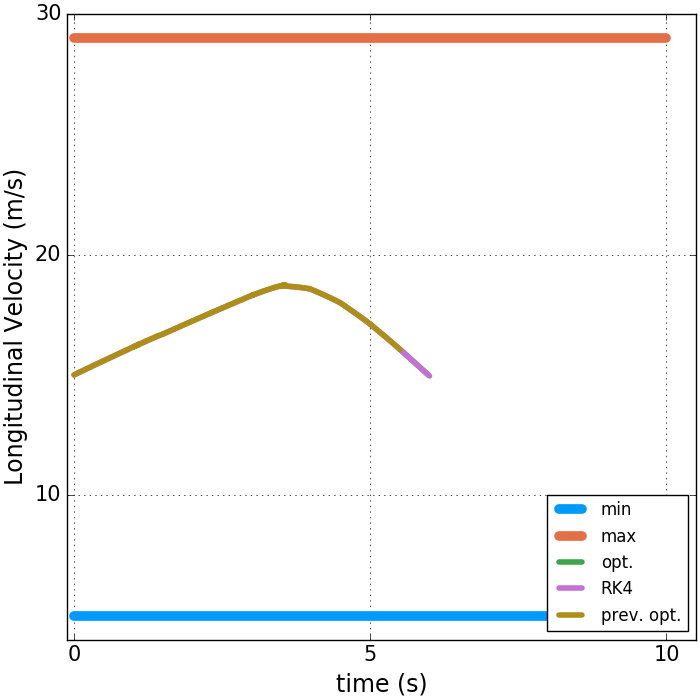 30
20
10
Longitudinal Velocity (m/s)
min
max
opt.
RK4
prev. opt.
0
5
10
time (s)